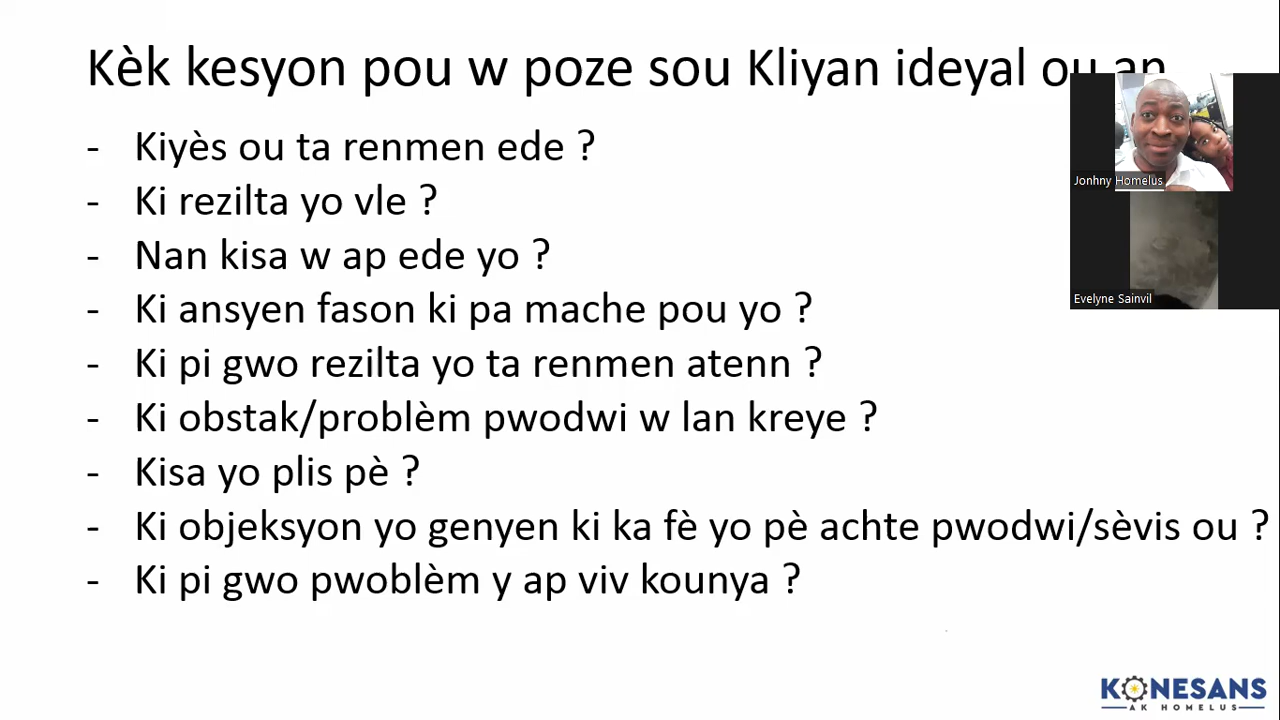 Kèk kesyon pou w poze sou Kliyan ideyal ou an
- Kiyès ou ta renmen ede ?
- Ki rezilta yo vle ?
- Nan kisa w ap ede yo ?
- Ki ansyen fason ki pa mache pou yo ?
- Ki pi gwo rezilta yo ta renmen atenn ?
- Ki obstak/problèm pwodwi w lan kreye ?
- Kisa yo plis pè ?
- Ki objeksyon yo genyen ki ka fè yo pè achte pwodwi/sèvis ou ?
- Ki pi gwo pwoblèm y ap viv kounya ?
Jonhny Homelus
Evelyne Sainvil
KONESANS
AK HOMELUS